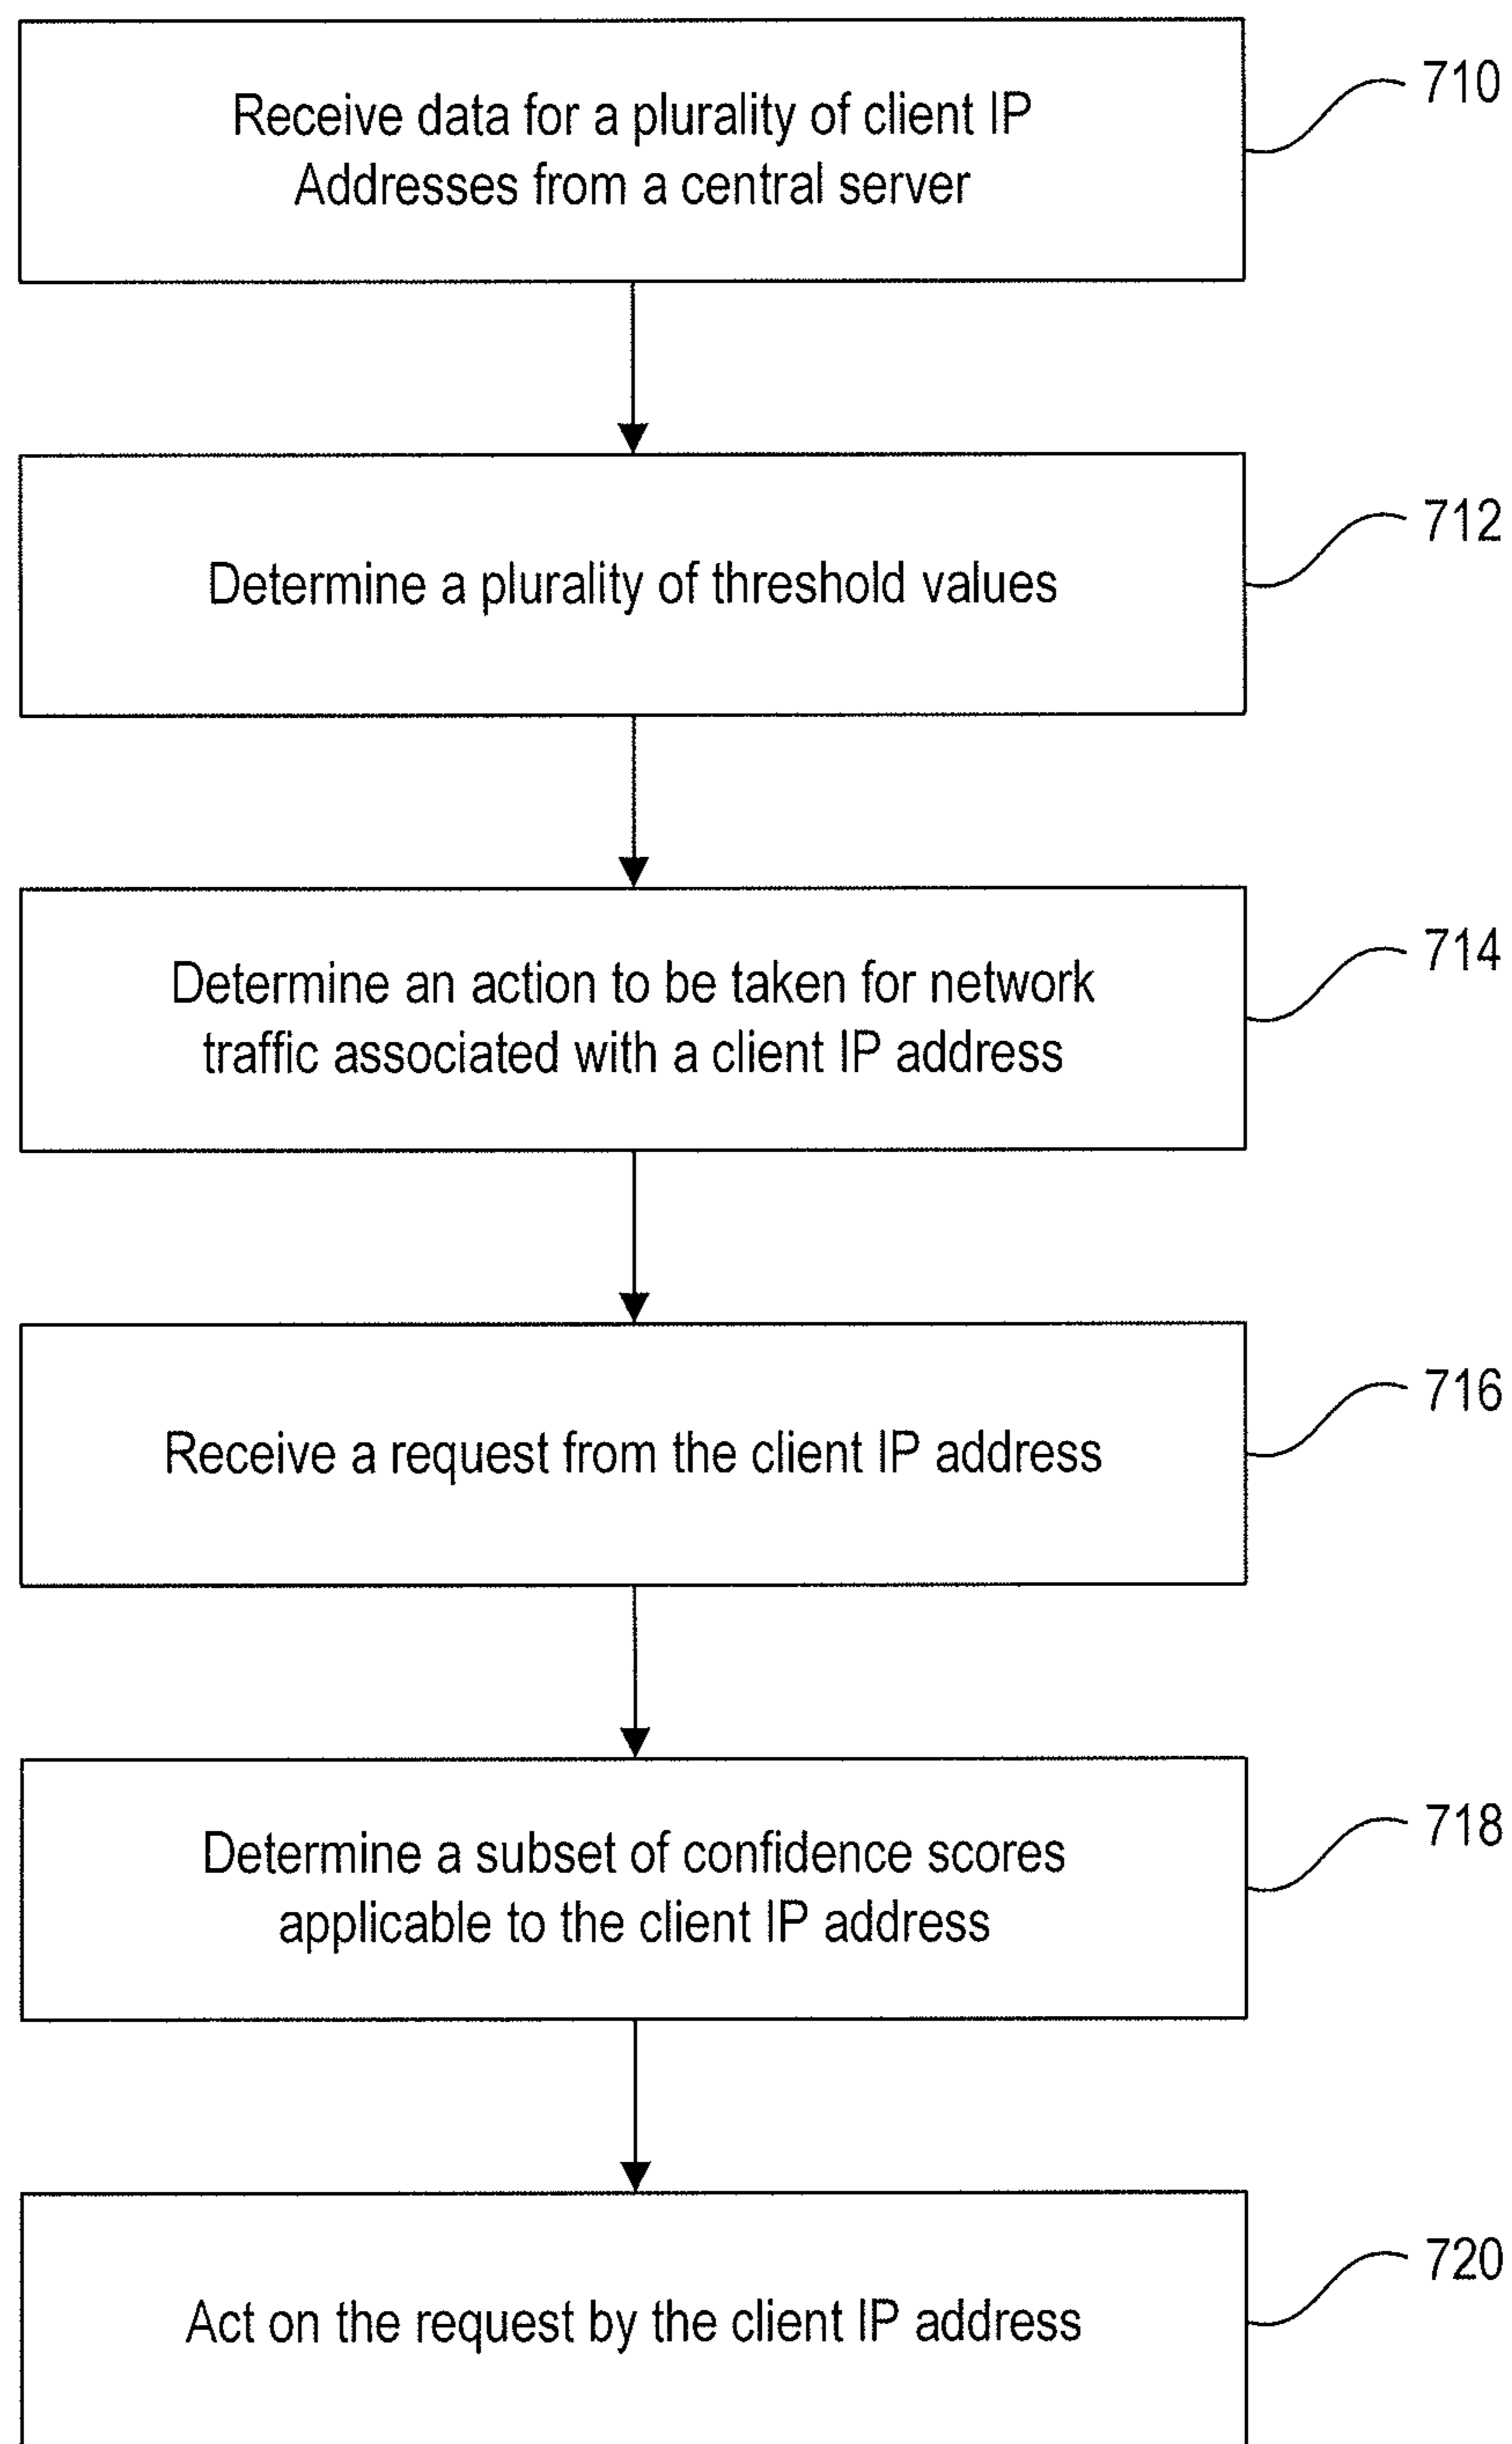 Receive data for a plurality of client IP
Addresses from a central server
710
Determine a plurality of threshold values
712
Determine an action to be taken for network
traffic associated with a client IP address
714
Receive a request from the client IP address
716
Determine a subset of confidence scores
applicable to the client IP address
718
Act on the request by the client IP address
720